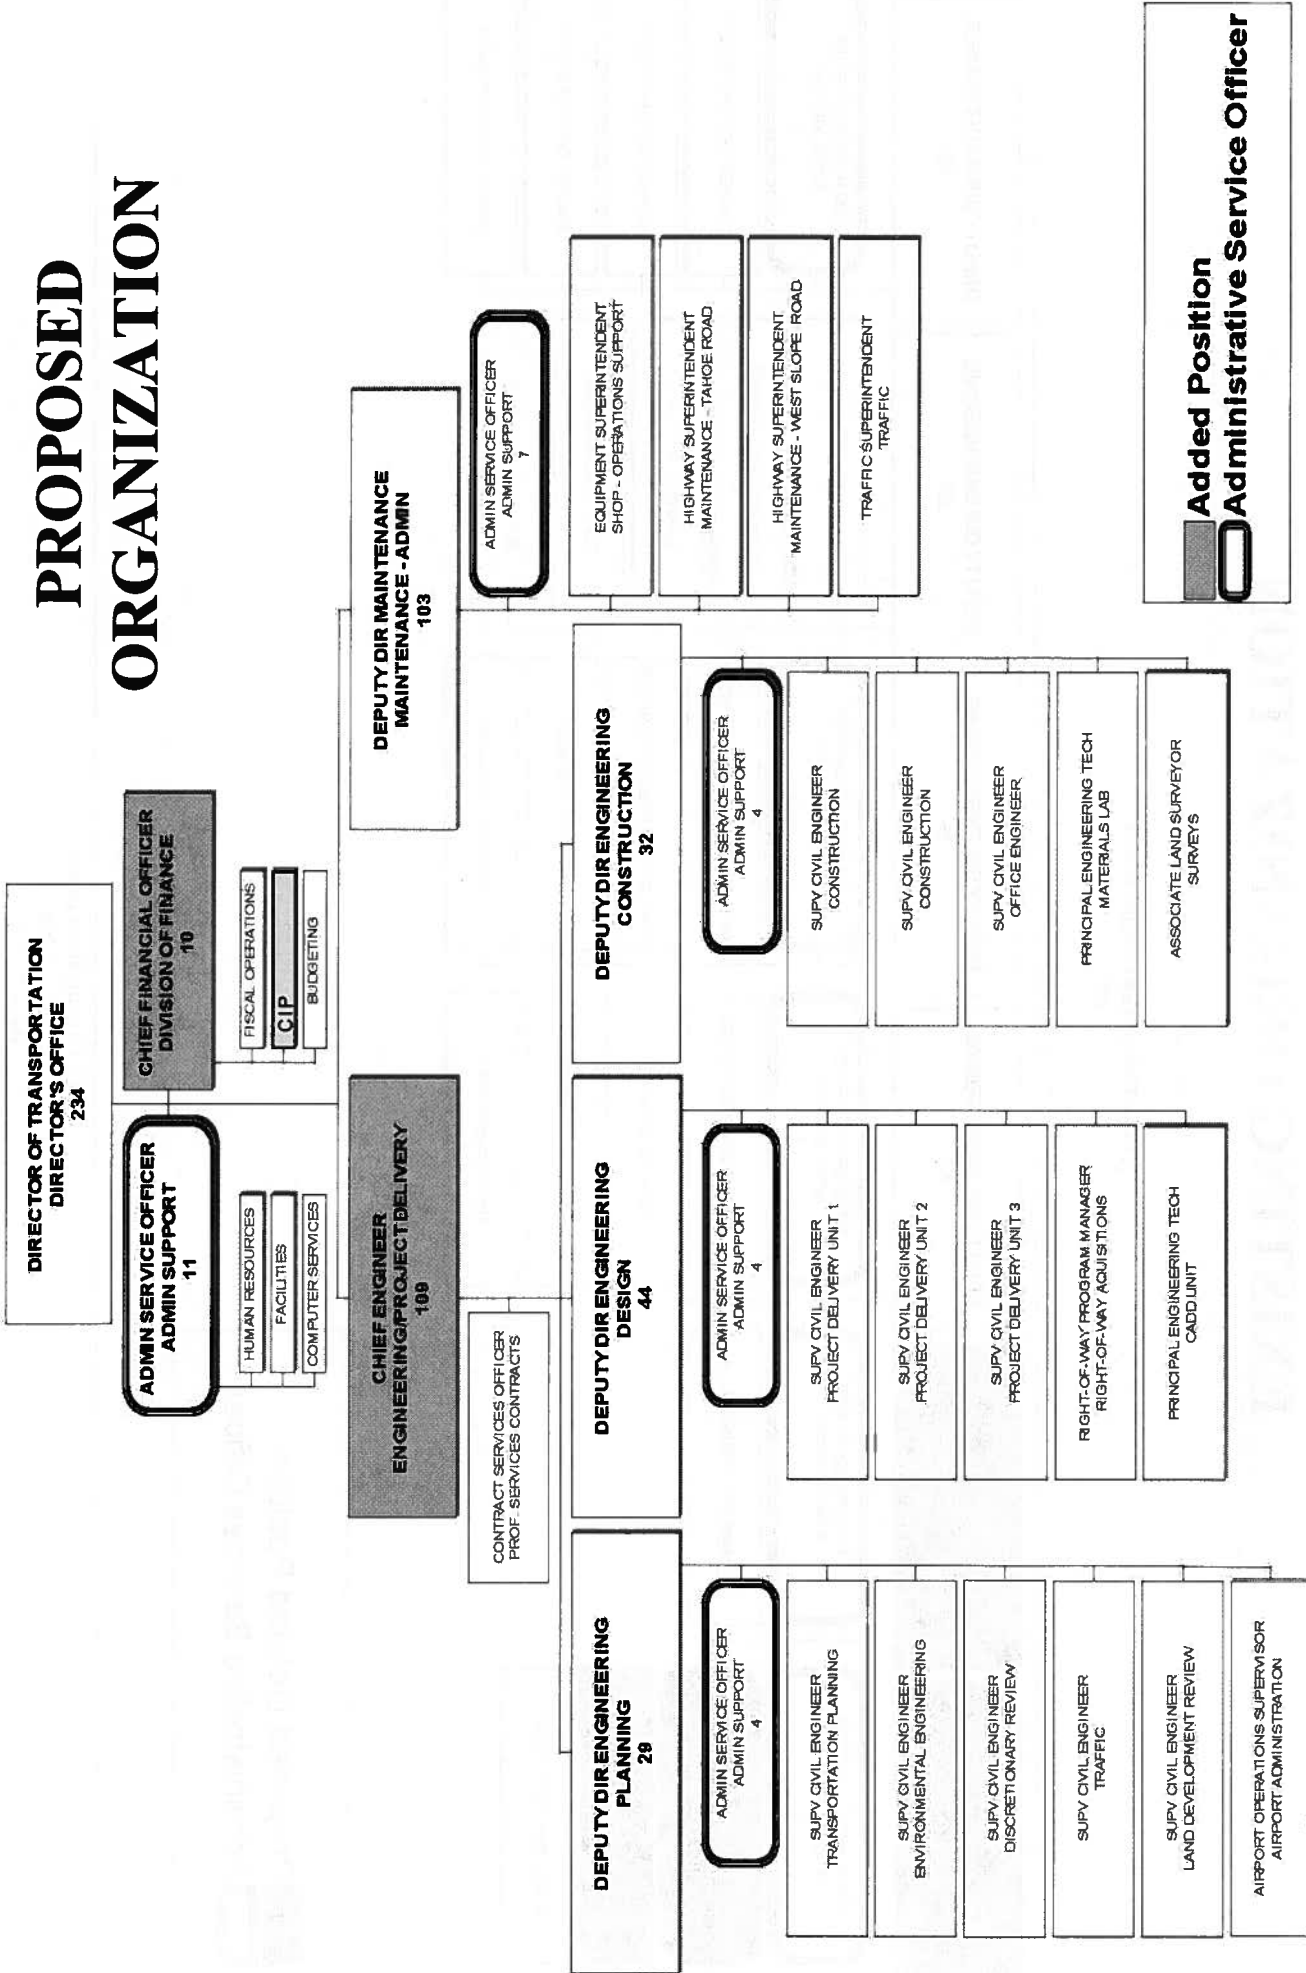 PROPOSED
ORGANIZATION
DIRECTOR OF TRANSPORTATION
DIRECTOR'S OFFICE
234
ADMIN SERVICE OFFICER
ADMIN SUPPORT
11
HUMAN RESOURCES
FACILITIES
COMPUTER SERVICES
CHIEF FINANCIAL OFFICER
DIVISION OF FINANCE
10
FISCAL OPERATIONS
CIP
BUDGETING
CHIEF ENGINEER
ENGINEERING/PROJECT DELIVERY
109
CONTRACT SERVICES OFFICER
PROF. SERVICES CONTRACTS
DEPUTY DIR MAINTENANCE
MAINTENANCE - ADMIN
103
ADMIN SERVICE OFFICER
ADMIN SUPPORT
7
EQUIPMENT SUPERINTENDENT
SHOP - OPERATIONS SUPPORT
HIGHWAY SUPERINTENDENT
MAINTENANCE - TAHOE ROAD
HIGHWAY SUPERINTENDENT
MAINTENANCE - WEST SLOPE ROAD
TRAFFIC SUPERINTENDENT
TRAFFIC
DEPUTY DIR ENGINEERING
PLANNING
29
ADMIN SERVICE OFFICER
ADMIN SUPPORT
4
SUPV CIVIL ENGINEER
TRANSPORTATION PLANNING
SUPV CIVIL ENGINEER
ENVIRONMENTAL ENGINEERING
SUPV CIVIL ENGINEER
DISCRETIONARY REVIEW
SUPV CIVIL ENGINEER
TRAFFIC
SUPV CIVIL ENGINEER
LAND DEVELOPMENT REVIEW
AIRPORT OPERATIONS SUPERVISOR
AIRPORT ADMINISTRATION
DEPUTY DIR ENGINEERING
DESIGN
44
ADMIN SERVICE OFFICER
ADMIN SUPPORT
4
SUPV CIVIL ENGINEER
PROJECT DELIVERY UNIT 1
SUPV CIVIL ENGINEER
PROJECT DELIVERY UNIT 2
SUPV CIVIL ENGINEER
PROJECT DELIVERY UNIT 3
RIGHT-OF-WAY PROGRAM MANAGER
RIGHT-OF-WAY AQUISITIONS
PRINCIPAL ENGINEERING TECH
CADD UNIT
DEPUTY DIR ENGINEERING
CONSTRUCTION
32
ADMIN SERVICE OFFICER
ADMIN SUPPORT
4
SUPV CIVIL ENGINEER
CONSTRUCTION
SUPV CIVIL ENGINEER
CONSTRUCTION
SUPV CIVIL ENGINEER
OFFICE ENGINEER
PRINCIPAL ENGINEERING TECH
MATERIALS LAB
ASSOCIATE LAND SURVEYOR
SURVEYS
Added Position
Administrative Service Officer